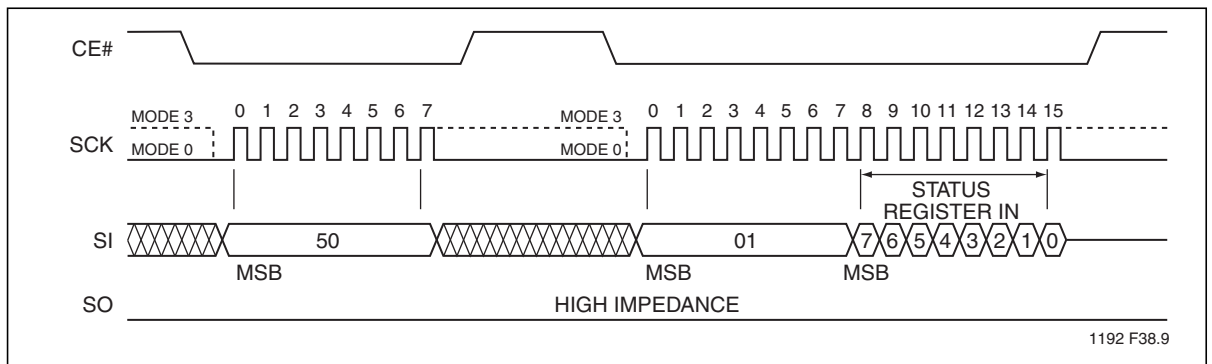 CE#
MODE 3 0 1 2 3 4 5 6 7 MODE 3 0 1 2 3 4 5 6 7 8 9 10 11 12 13 14 15
SCK MODE 0 MODE 0
STATUS
REGISTER IN
SI 50 01 7 6 5 4 3 2 1 0
MSB MSB MSB
SO HIGH IMPEDANCE
1192 F38.9